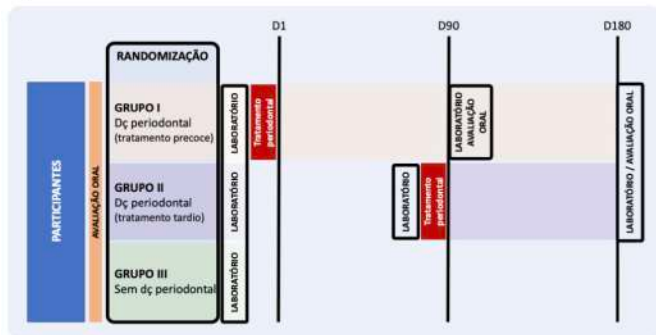 D1
D90
D180
RANDOMIZAÇÃO
PARTICIPANTES
AVALIAÇÃO ORAL
GRUPO I
Dç periodontal
(tratamento precoce)
LABORATÓRIO
Tratamento
periodontal
LABORATÓRIO
AVALIAÇÃO
ORAL
GRUPO II
Dç periodontal
(tratamento tardio)
LABORATÓRIO
LABORATÓRIO
Tratamento
periodontal
LABORATÓRIO / AVALIAÇÃO ORAL
GRUPO III
Sem dç periodontal
LABORATÓRIO